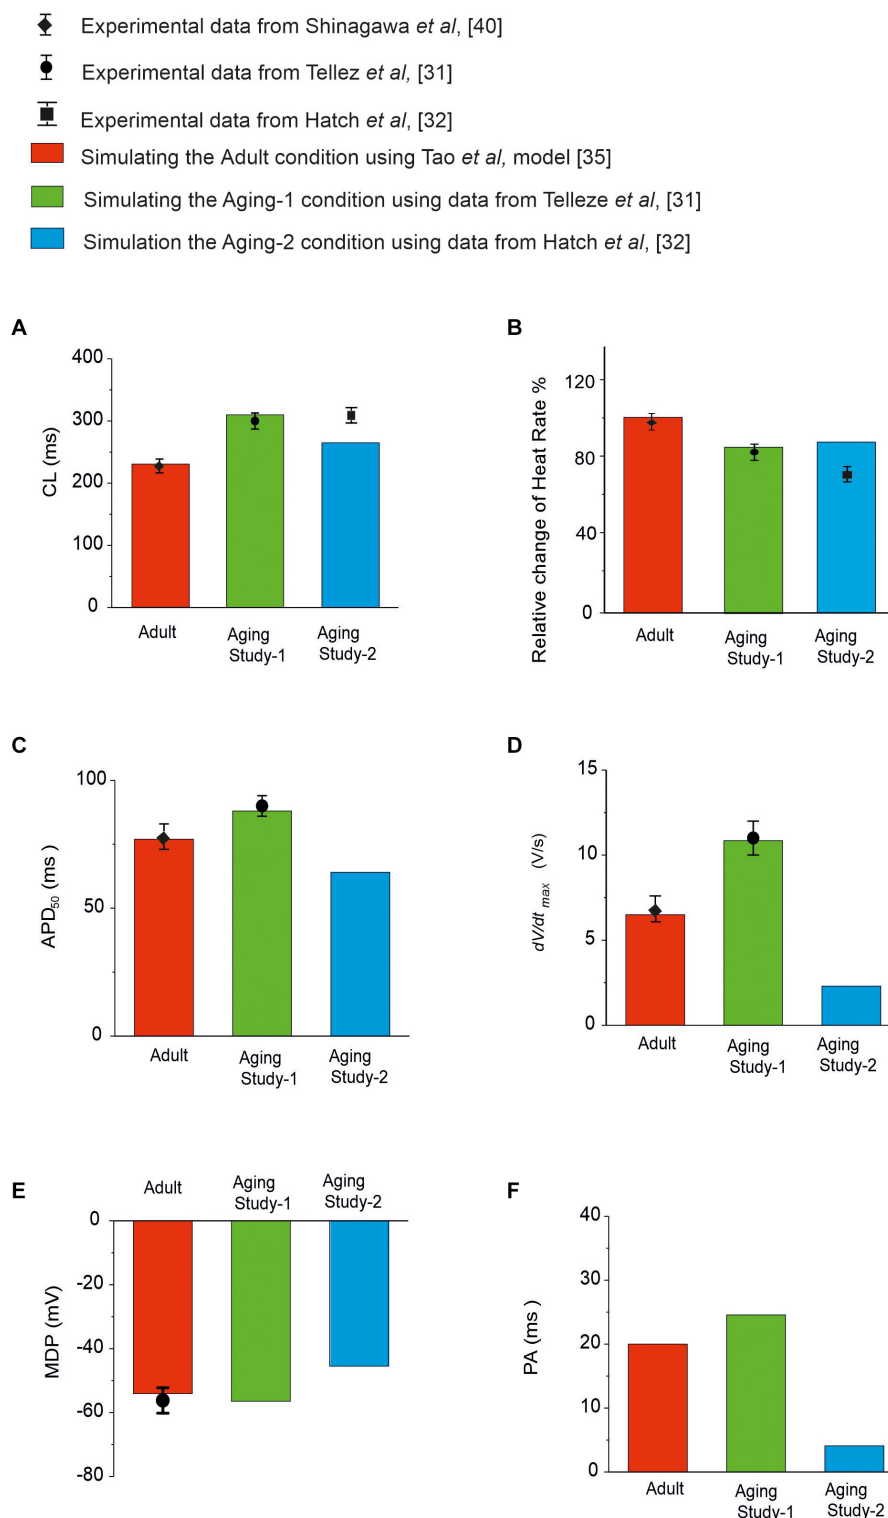 Experimental data from Shinagawa et al, [40]
Experimental data from Tellez et al, [31]
Experimental data from Hatch et al, [32]
Simulating the Adult condition using Tao et al, model [35]
Simulating the Aging-1 condition using data from Telleze et al, [31]
Simulation the Aging-2 condition using data from Hatch et al, [32]
A
CL (ms)
400
300
200
100
0
Adult
Aging
Study-1
Aging
Study-2
B
Relative change of Heat Rate %
120
80
40
0
Adult
Aging
Study-1
Aging
Study-2
C
APD50 (ms)
100
50
0
Adult
Aging
Study-1
Aging
Study-2
D
dV/dt max (V/s)
15
10
5
0
Adult
Aging
Study-1
Aging
Study-2
E
MDP (mV)
Adult
Aging
Study-1
Aging
Study-2
0
-20
-40
-60
-80
F
PA (ms )
40
30
20
10
0
Adult
Aging
Study-1
Aging
Study-2